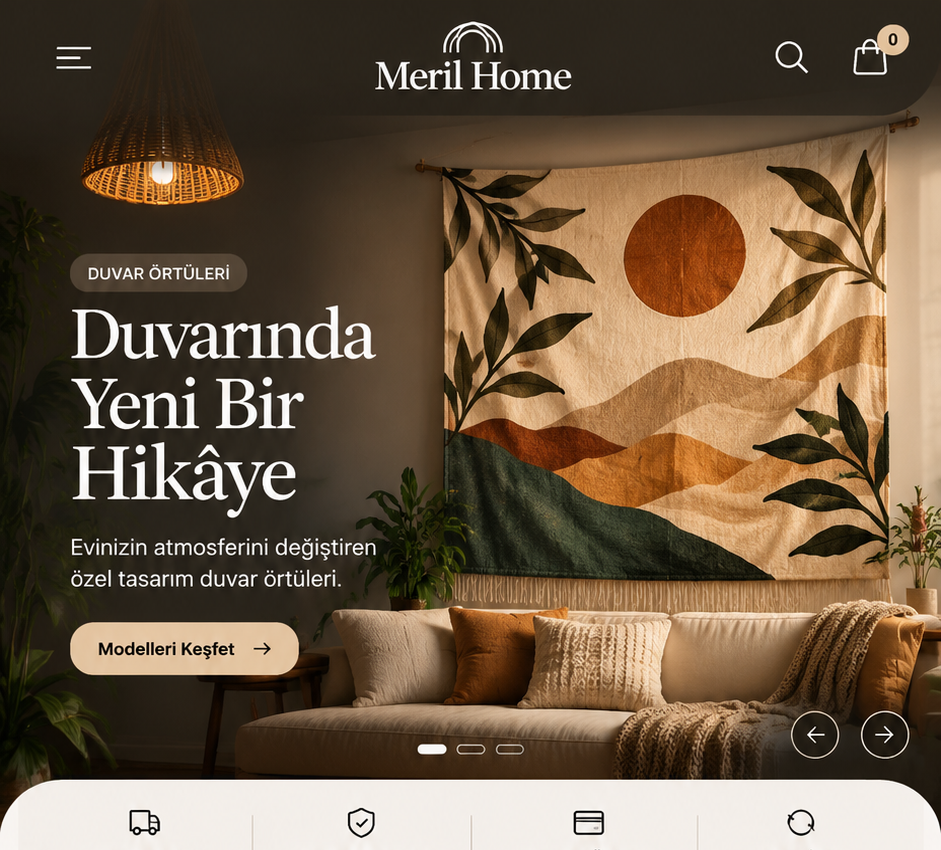 Meril Home
0
DUVAR ÖRTÜLERİ
Duvarında
Yeni Bir
Hikâye
Evinizin atmosferini değiştiren
özel tasarım duvar örtüleri.
Modelleri Keşfet